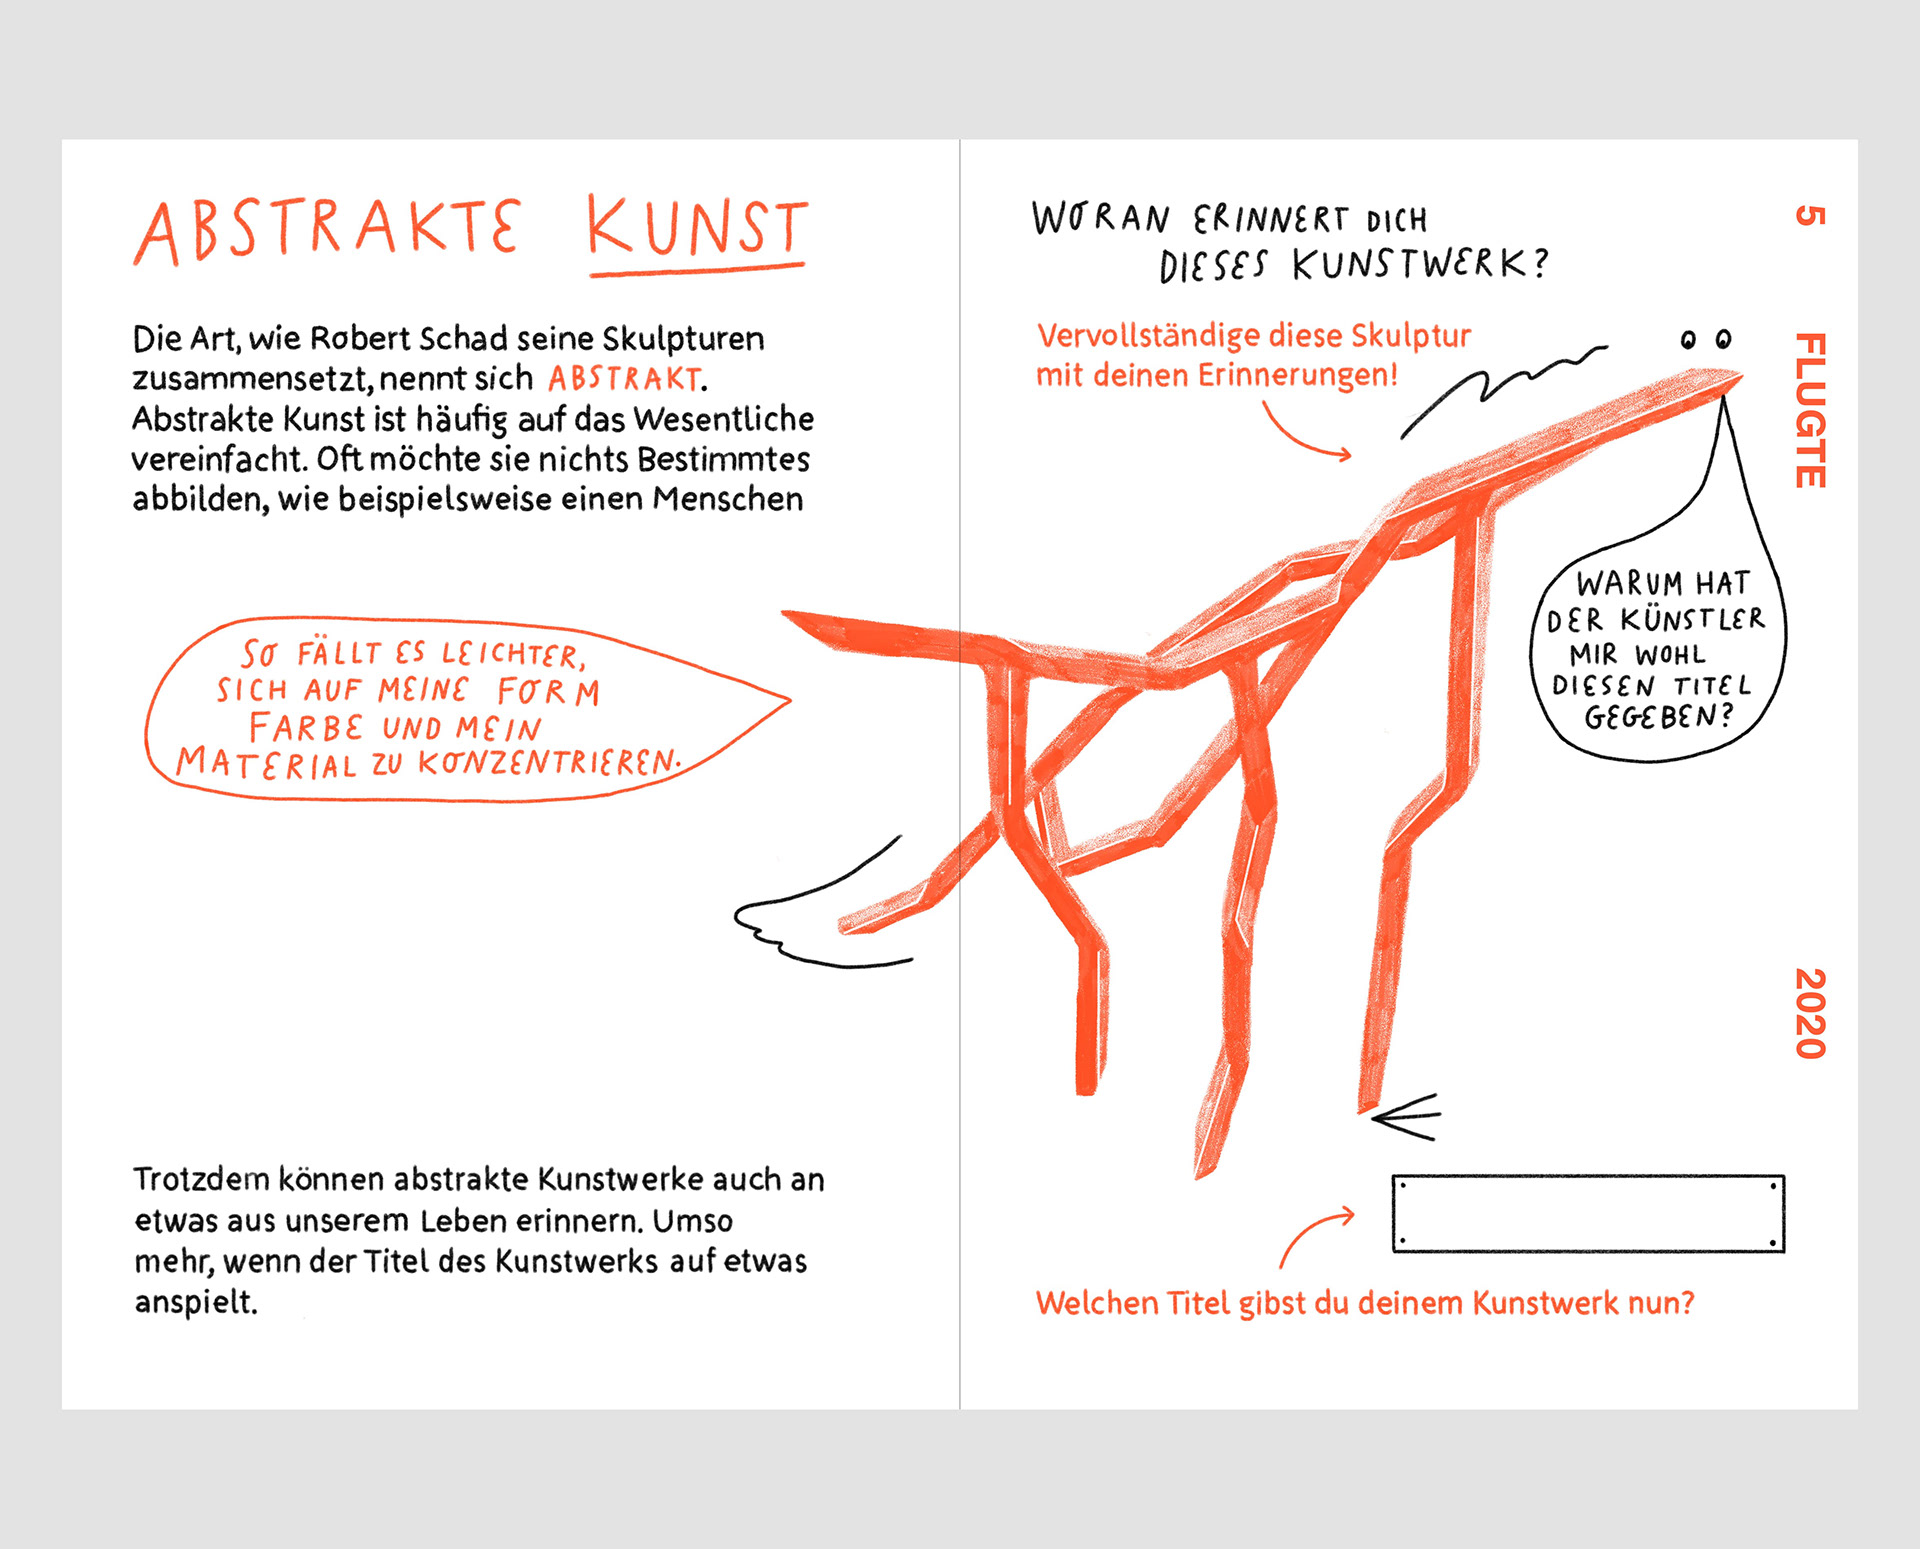 ABSTRAKTE KUNST
Die Art, wie Robert Schad seine Skulpturen
zusammensetzt, nennt sich ABSTRAKT.
Abstrakte Kunst ist häufig auf das Wesentliche
vereinfacht. Oft möchte sie nichts Bestimmtes
abbilden, wie beispielsweise einen Menschen
SO FÄLLT ES LEICHTER,
SICH AUF MEINE FORM
FARBE UND MEIN
MATERIAL ZU KONZENTRIEREN.
Trotzdem können abstrakte Kunstwerke auch an
etwas aus unserem Leben erinnern. Umso
mehr, wenn der Titel des Kunstwerks auf etwas
anspielt.
WORAN ERINNERT DICH
DIESES KUNSTWERK?
Vervollständige diese Skulptur
mit deinen Erinnerungen!
WARUM HAT
DER KÜNSTLER
MIR WOHL
DIESEN TITEL
GEGEBEN?
Welchen Titel gibst du deinem Kunstwerk nun?
5 FLUGTE 2020